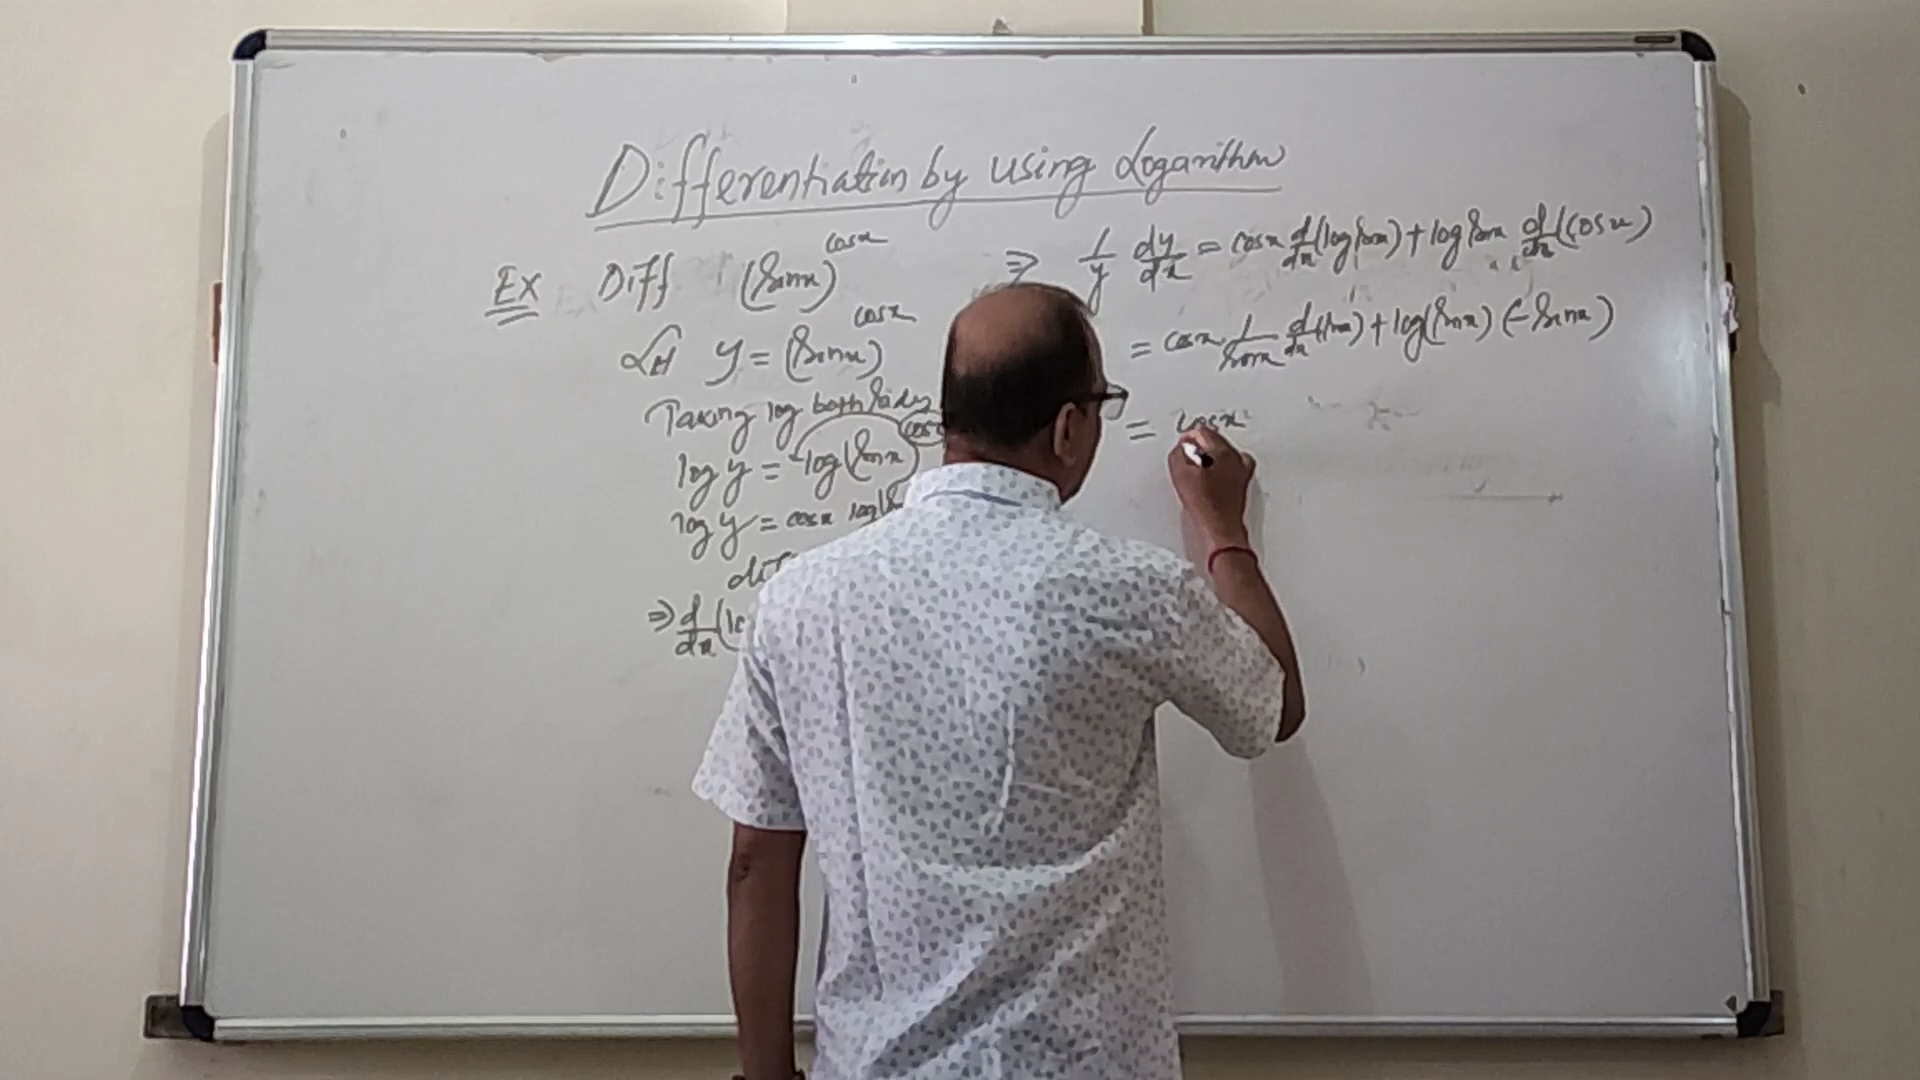 Differentiation by using Logarithm
Ex Diff (sinx)^cosx
Let y = (sinx)^cosx
Taking log both sides
log y = log(sinx)^cosx
log y = cosx log(
⇒ d/dx (lo
⇒ 1/y dy/dx = cosx d/dx (log sinx) + log sinx d/dx (cosx)
= cosx . 1/sinx d/dx (sinx) + log(sinx) (-sinx)
= cosx